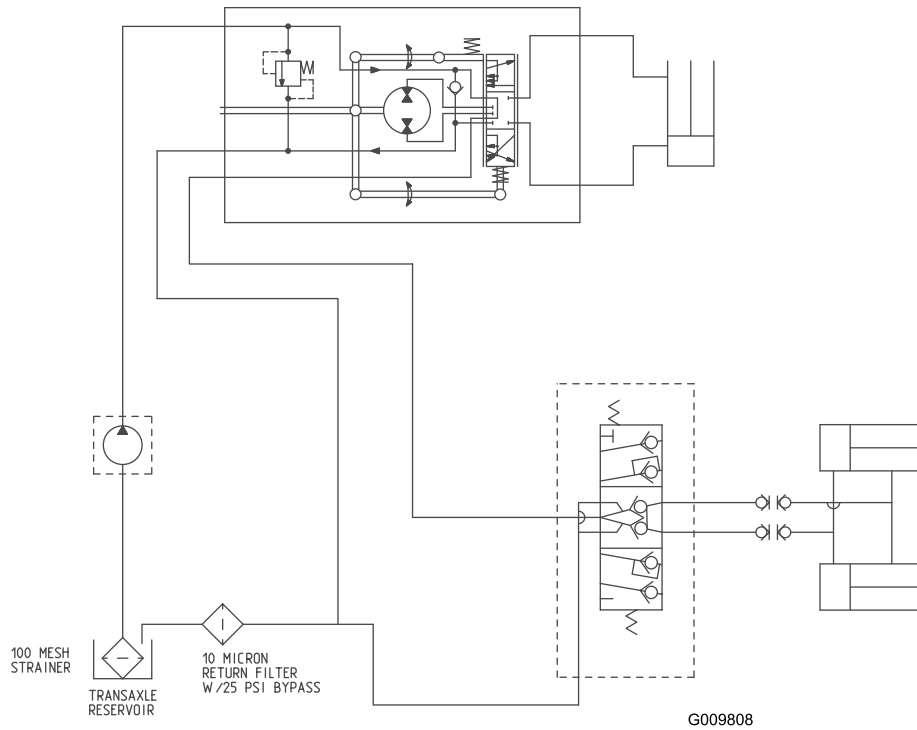 100 MESH
STRAINER
TRANSAXLE
RESERVOIR
10 MICRON
RETURN FILTER
W/25 PSI BYPASS
G009808